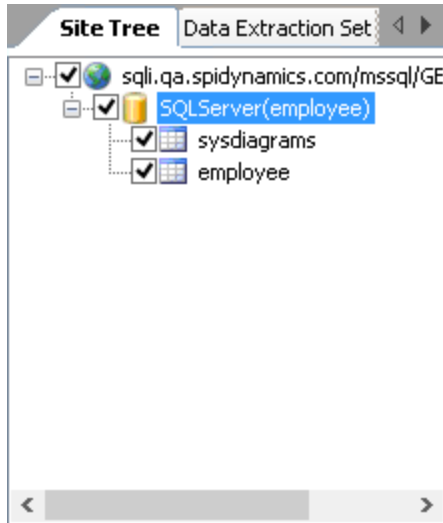 Site Tree Data Extraction Set
sqli.qa.spidynamics.com/mssql/GE
SQLServer(employee)
sysdiagrams
employee